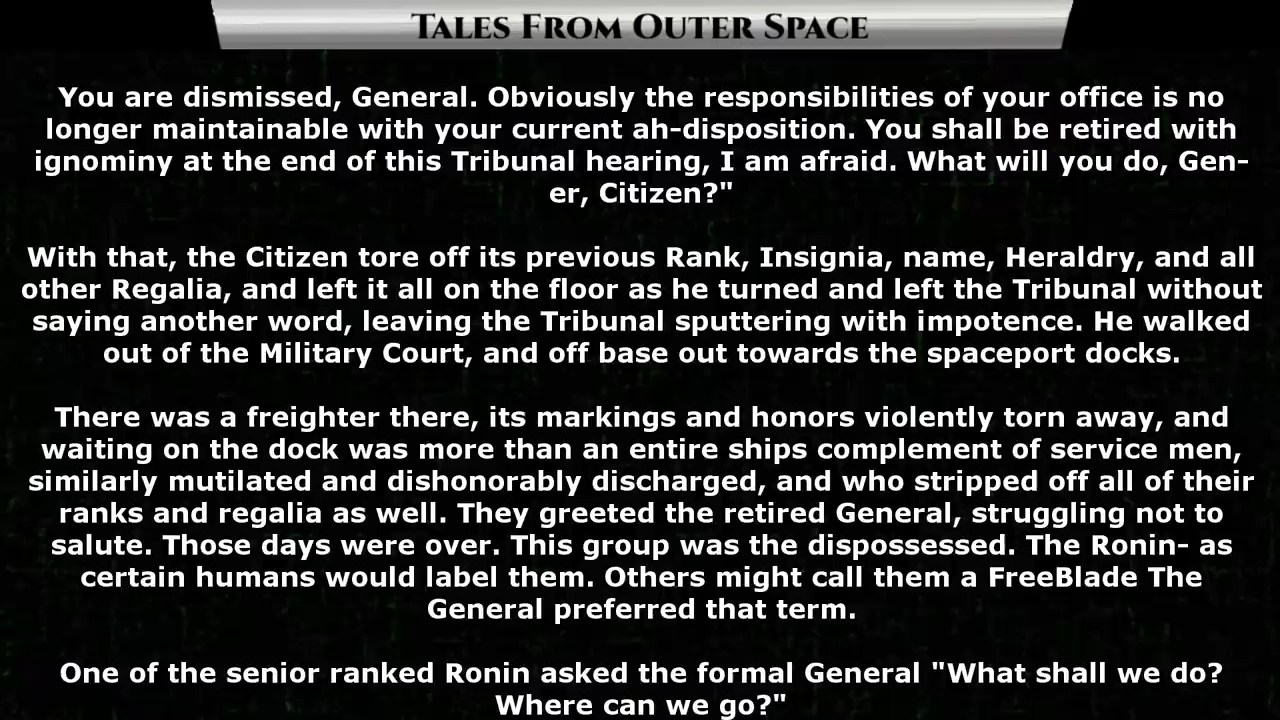 Tales From Outer Space
You are dismissed, General. Obviously the responsibilities of your office is no
longer maintainable with your current ah-disposition. You shall be retired with
ignominy at the end of this Tribunal hearing, I am afraid. What will you do, Gen-
er, Citizen?"
With that, the Citizen tore off its previous Rank, Insignia, name, Heraldry, and all
other Regalia, and left it all on the floor as he turned and left the Tribunal without
saying another word, leaving the Tribunal sputtering with impotence. He walked
out of the Military Court, and off base out towards the spaceport docks.
There was a freighter there, its markings and honors violently torn away, and
waiting on the dock was more than an entire ships complement of service men,
similarly mutilated and dishonorably discharged, and who stripped off all of their
ranks and regalia as well. They greeted the retired General, struggling not to
salute. Those days were over. This group was the dispossessed. The Ronin- as
certain humans would label them. Others might call them a FreeBlade The
General preferred that term.
One of the senior ranked Ronin asked the formal General "What shall we do?
Where can we go?"